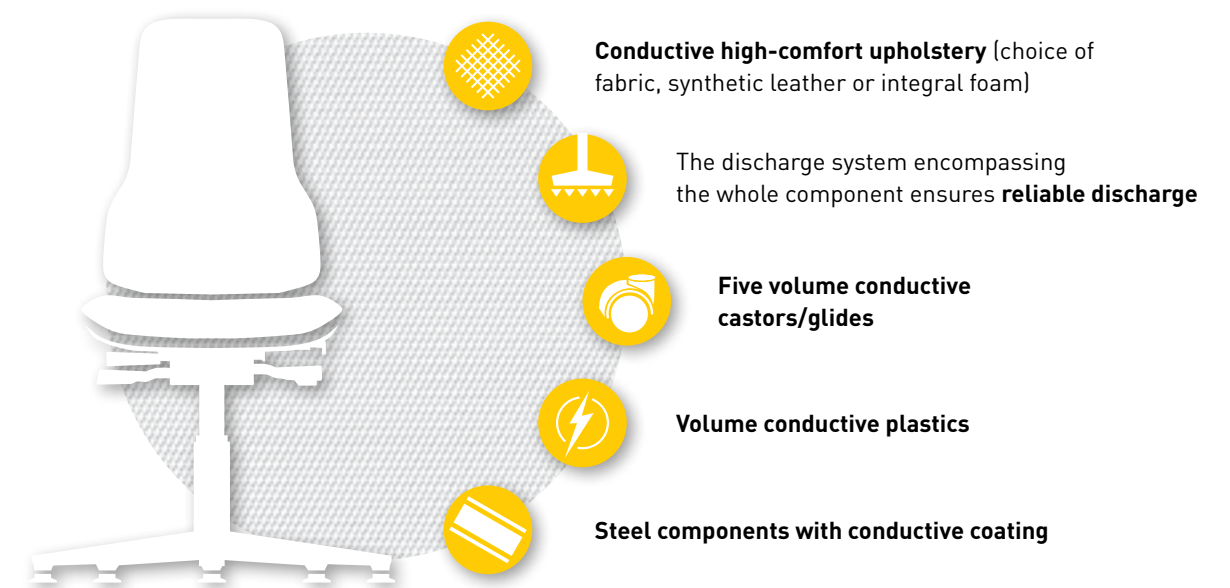 Conductive high-comfort upholstery (choice of
fabric, synthetic leather or integral foam)
The discharge system encompassing
the whole component ensures reliable discharge
Five volume conductive
castors/glides
Volume conductive plastics
Steel components with conductive coating